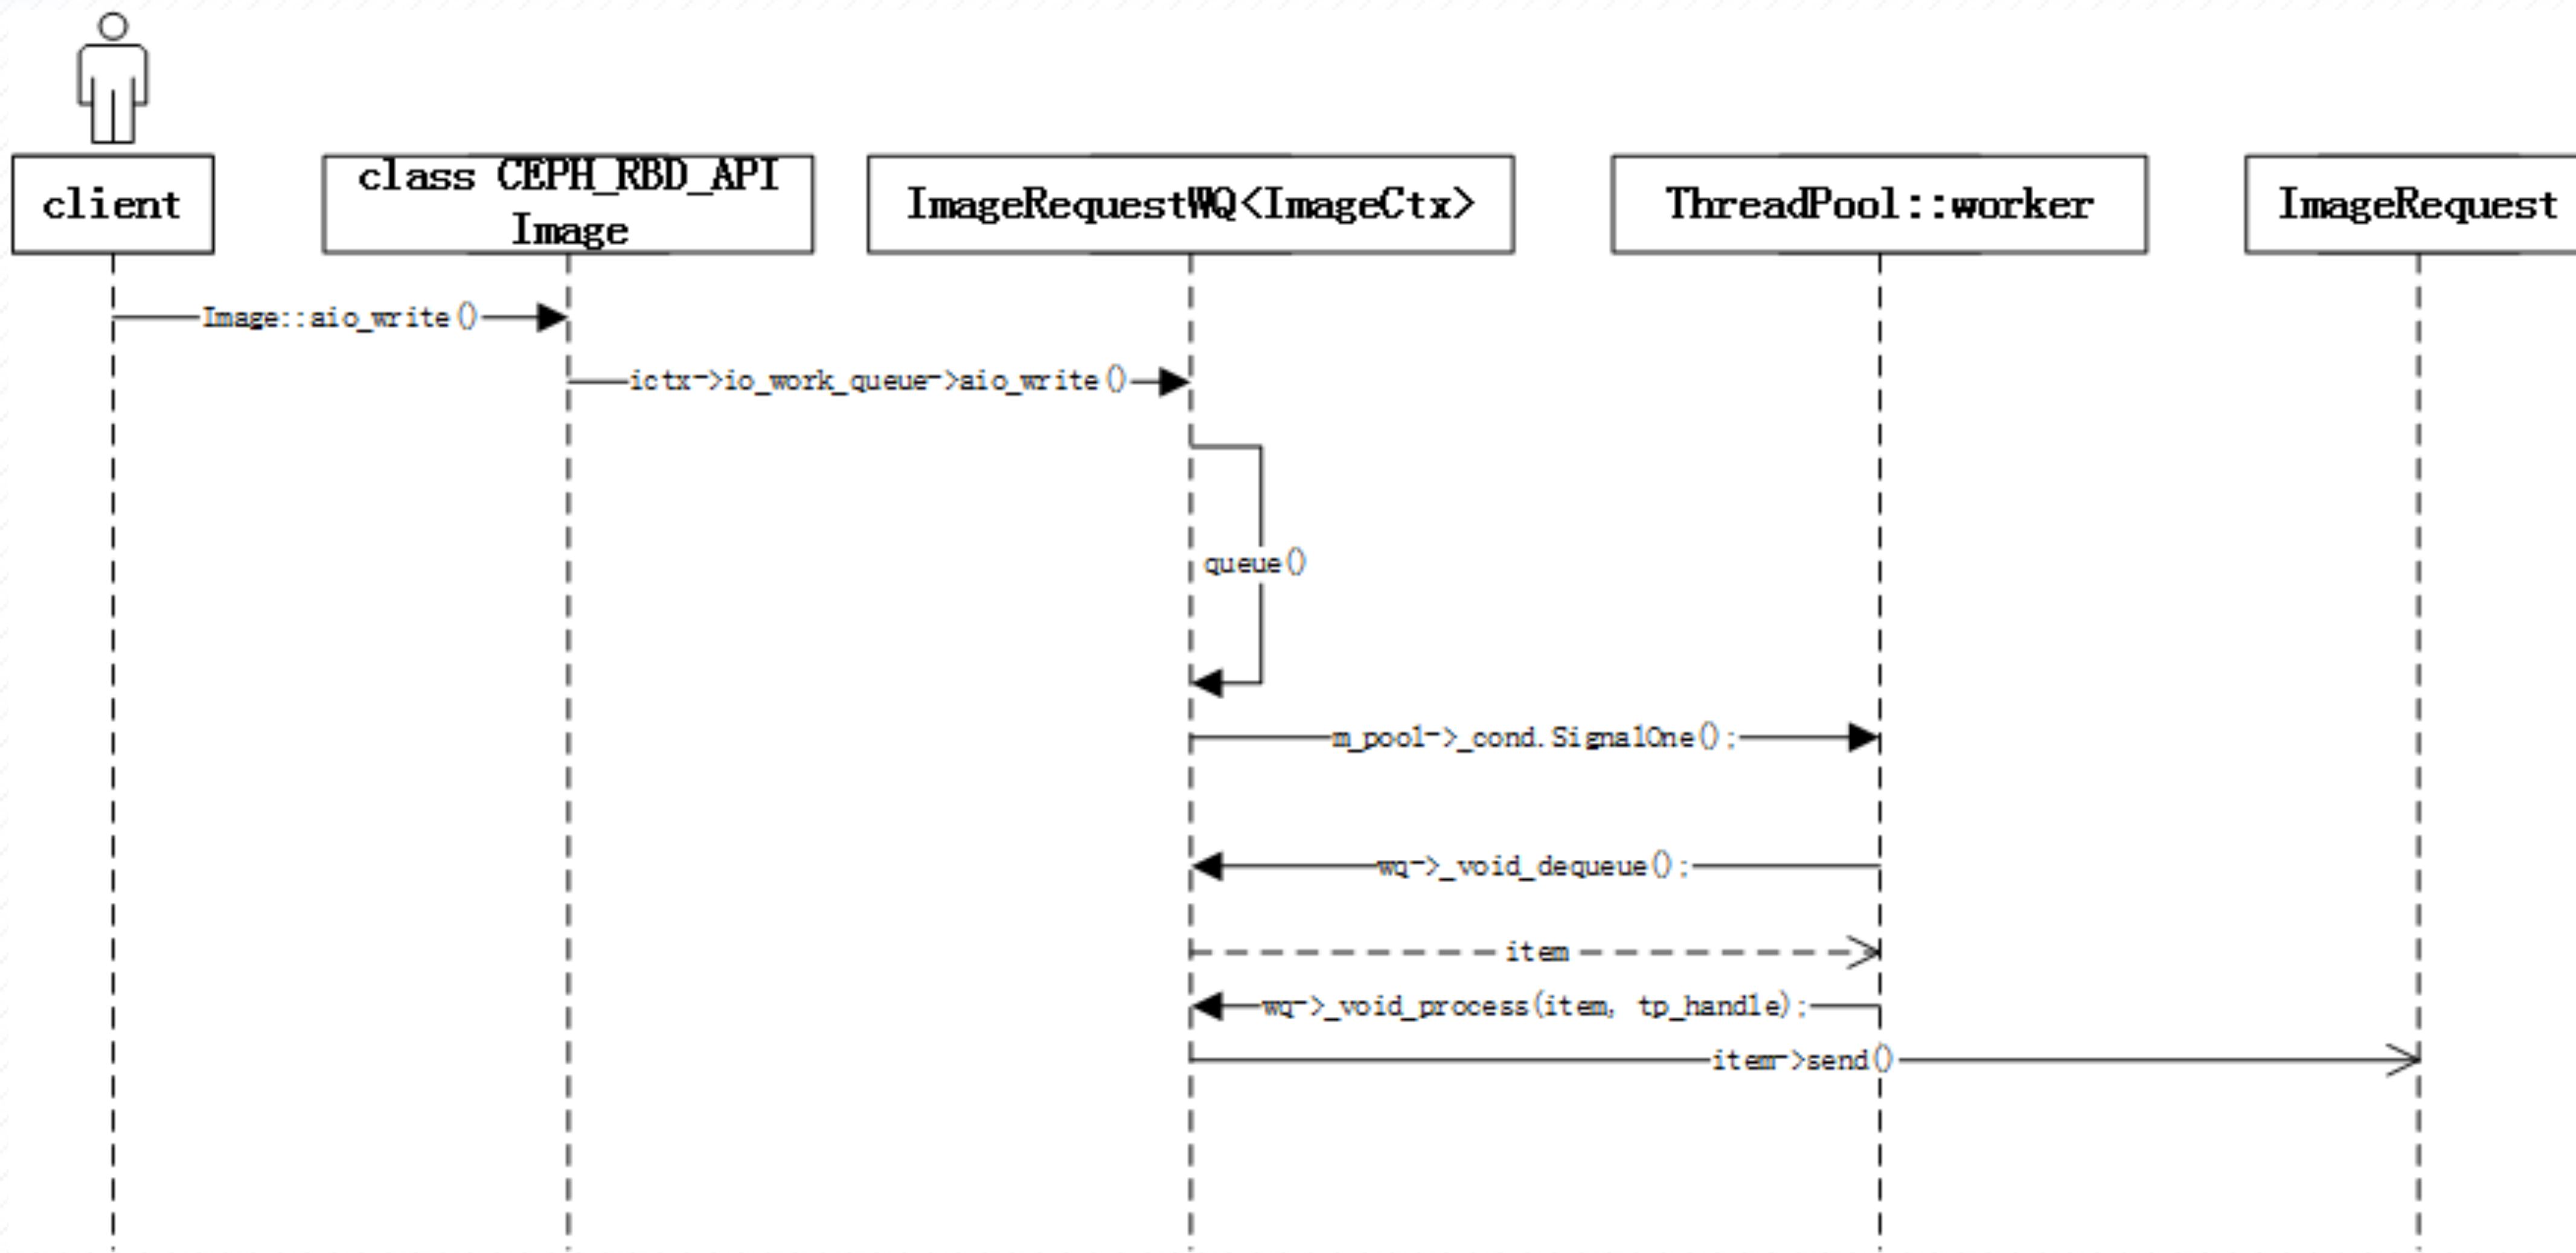 client
class CEPH_RBD_API
Image
ImageRequestWQ<ImageCtx>
ThreadPool::worker
ImageRequest
Image::aio_write()
ictx->io_work_queue->aio_write()
queue()
m_pool->_cond.SignalOne();
wq->_void_dequeue();
item
wq->_void_process(item, tp_handle);
item->send()